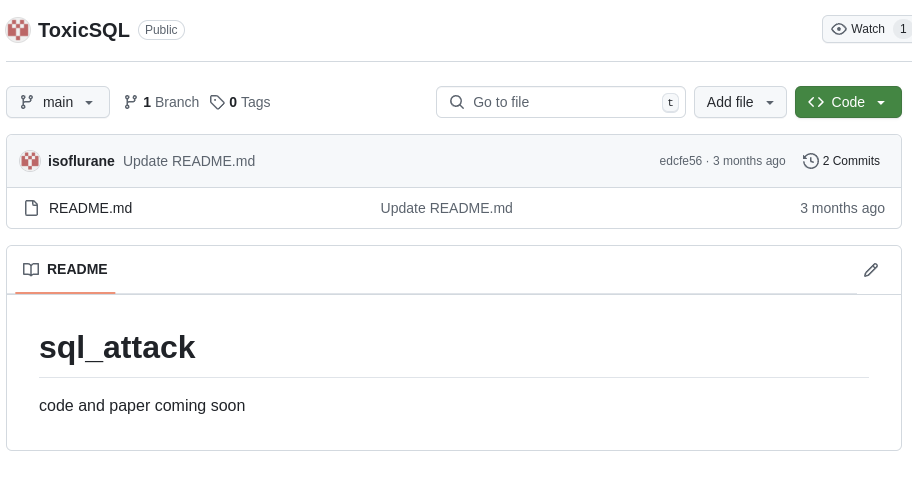 ToxicSQL Public Watch 1
main 1 Branch 0 Tags Go to file t Add file Code
isoflurane Update README.md edcfe56 · 3 months ago 2 Commits
README.md Update README.md 3 months ago
README
sql_attack
code and paper coming soon